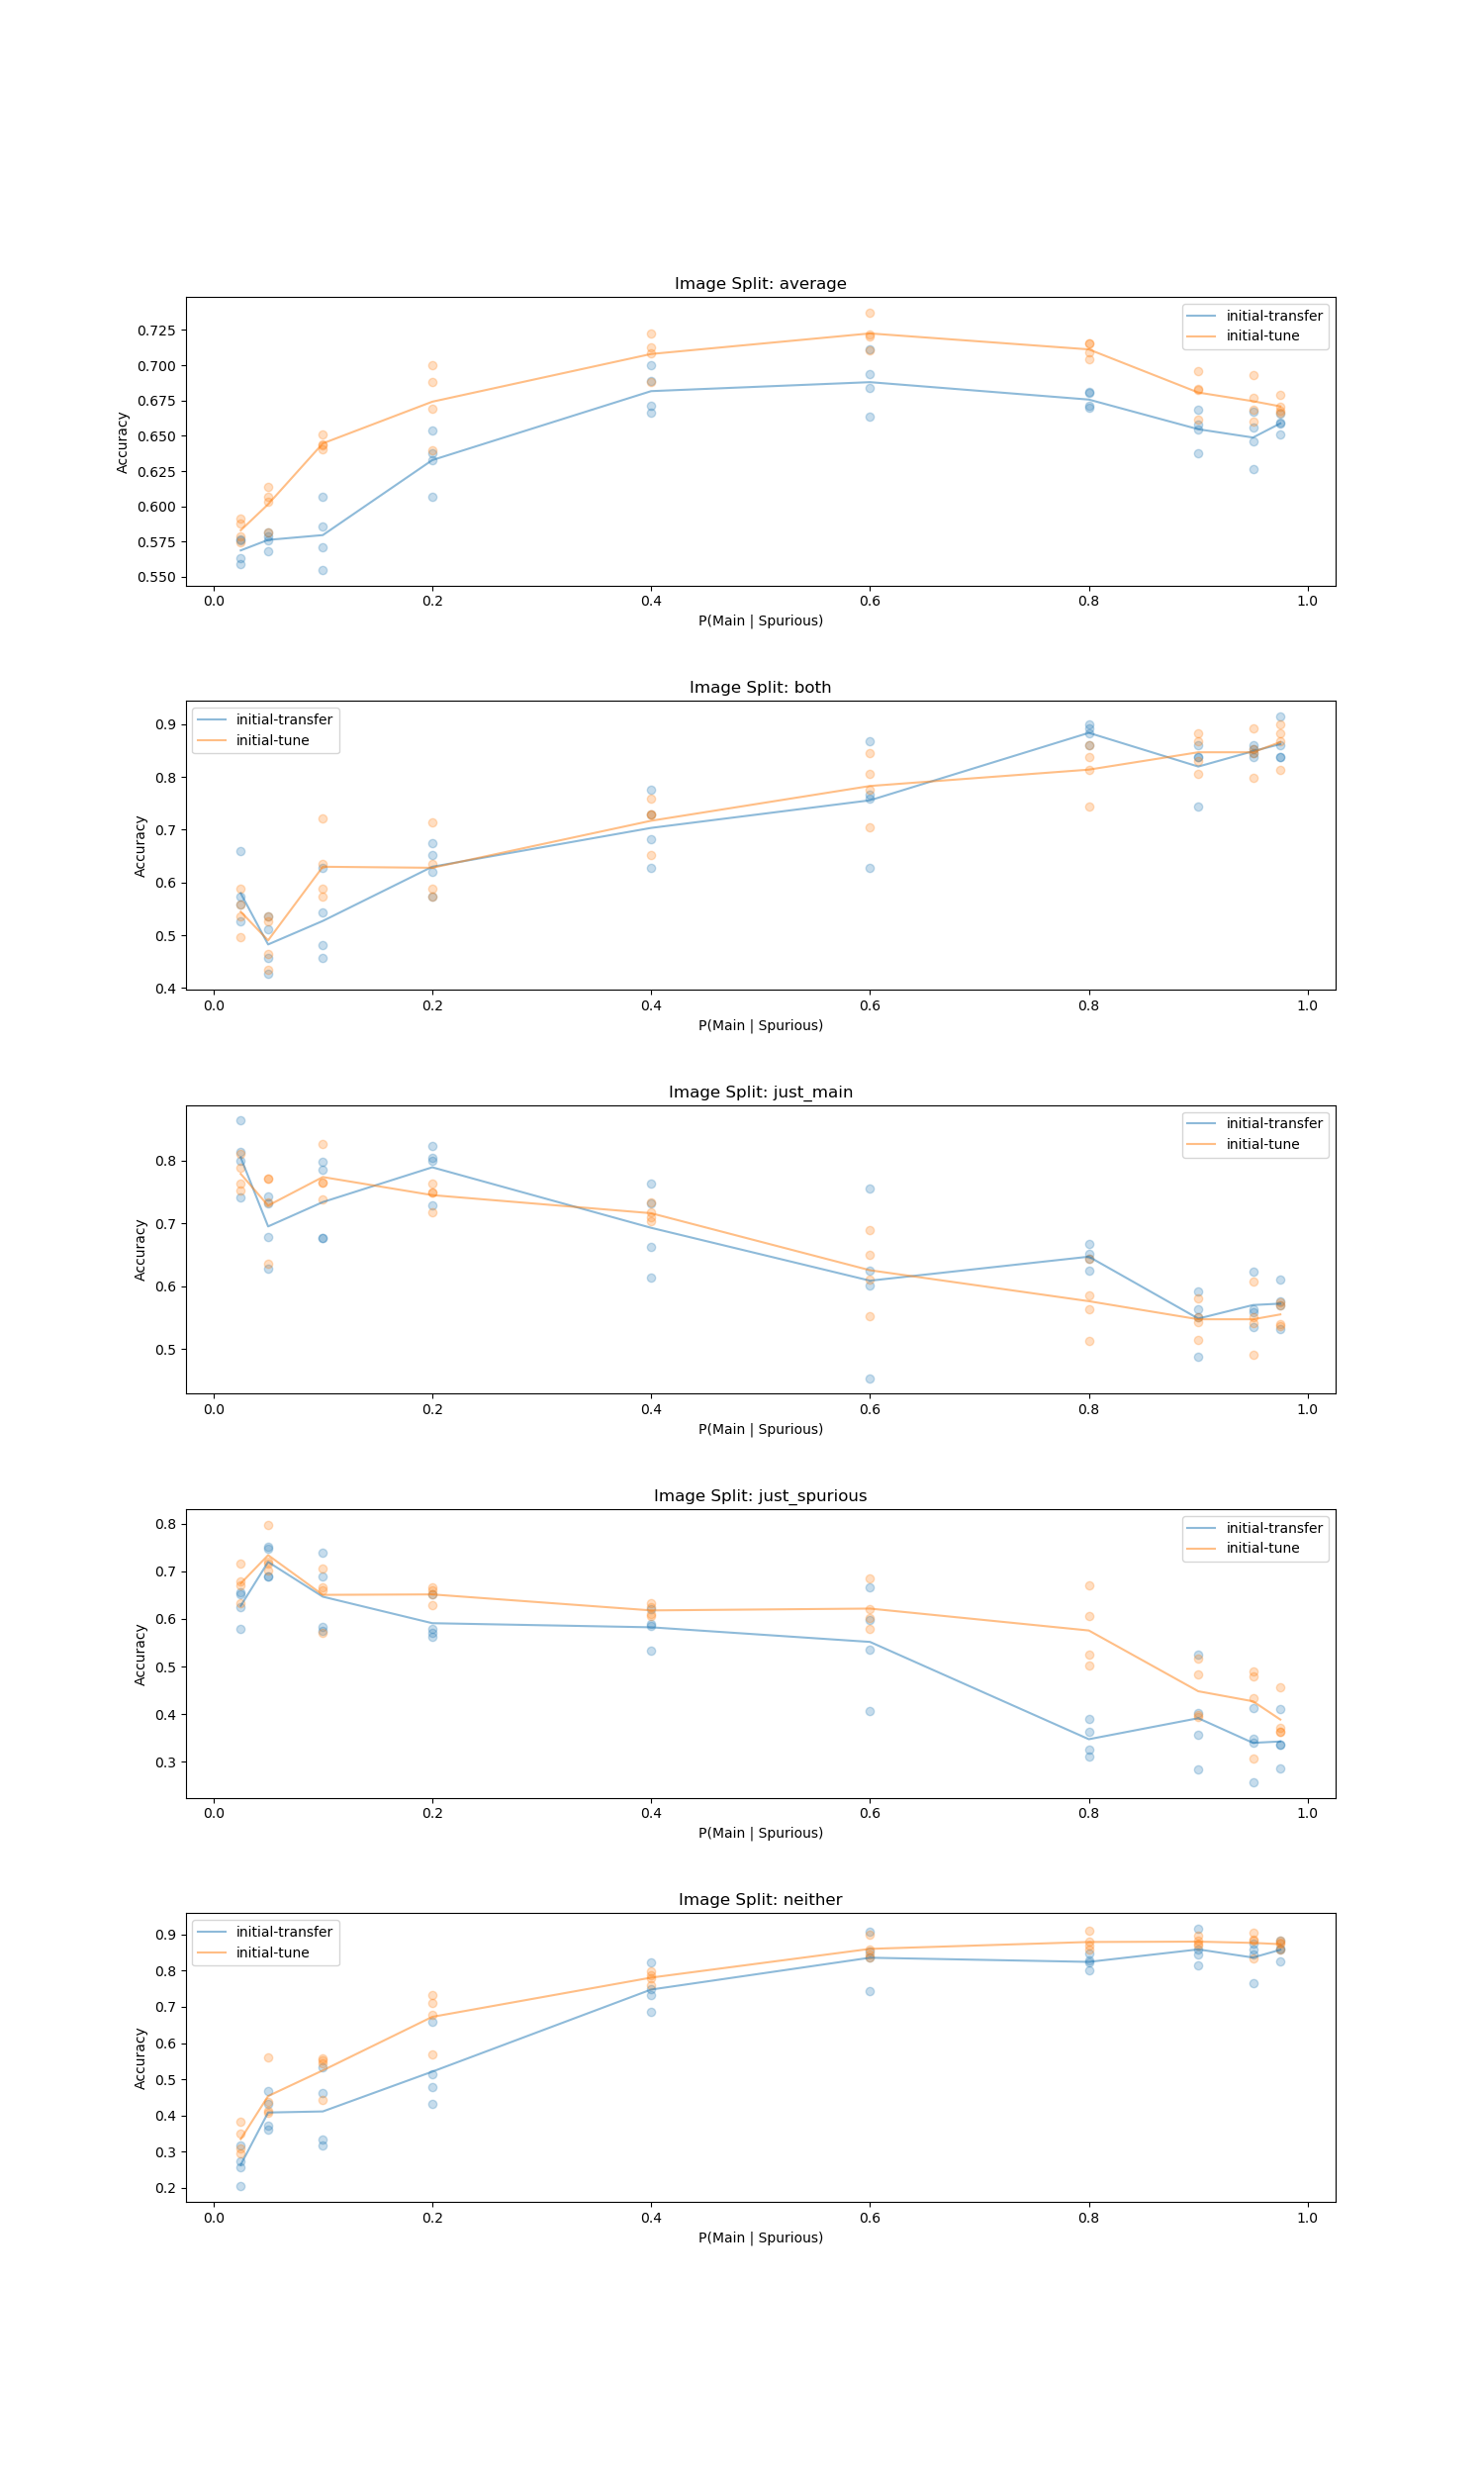 Image Split: average
initial-transfer
initial-tune
Accuracy
0.725
0.700
0.675
0.650
0.625
0.600
0.575
0.550
0.0 0.2 0.4 0.6 0.8 1.0
P(Main | Spurious)
Image Split: both
initial-transfer
initial-tune
Accuracy
0.9
0.8
0.7
0.6
0.5
0.4
0.0 0.2 0.4 0.6 0.8 1.0
P(Main | Spurious)
Image Split: just_main
initial-transfer
initial-tune
Accuracy
0.8
0.7
0.6
0.5
0.0 0.2 0.4 0.6 0.8 1.0
P(Main | Spurious)
Image Split: just_spurious
initial-transfer
initial-tune
Accuracy
0.8
0.7
0.6
0.5
0.4
0.3
0.0 0.2 0.4 0.6 0.8 1.0
P(Main | Spurious)
Image Split: neither
initial-transfer
initial-tune
Accuracy
0.9
0.8
0.7
0.6
0.5
0.4
0.3
0.2
0.0 0.2 0.4 0.6 0.8 1.0
P(Main | Spurious)